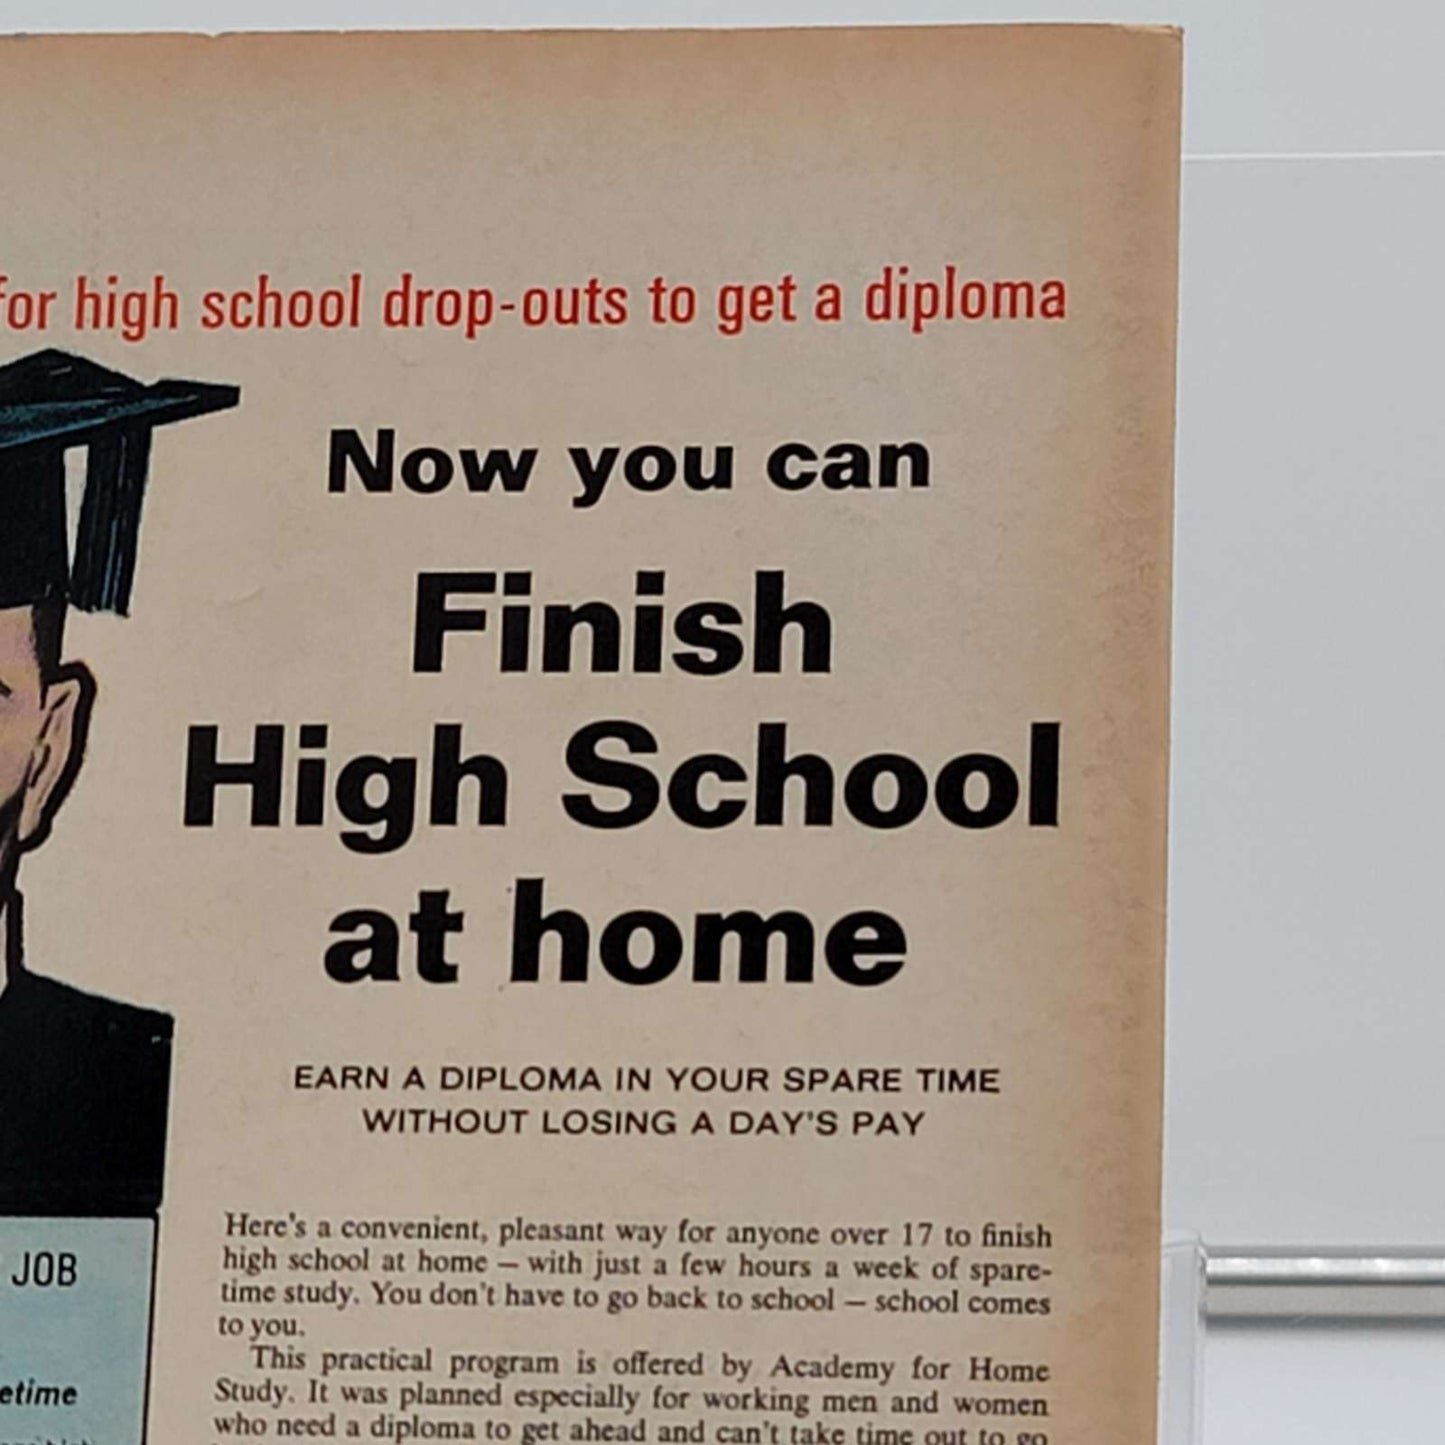 for high school drop-outs to get a diploma
Now you can
Finish
High School
at home
EARN A DIPLOMA IN YOUR SPARE TIME
WITHOUT LOSING A DAY'S PAY
Here's a convenient, pleasant way for anyone over 17 to finish
high school at home — with just a few hours a week of spare-
time study. You don't have to go back to school — school comes
to you.
This practical program is offered by Academy for Home
Study. It was planned especially for working men and women
who need a diploma to get ahead and can't take time out to go
JOB
etime